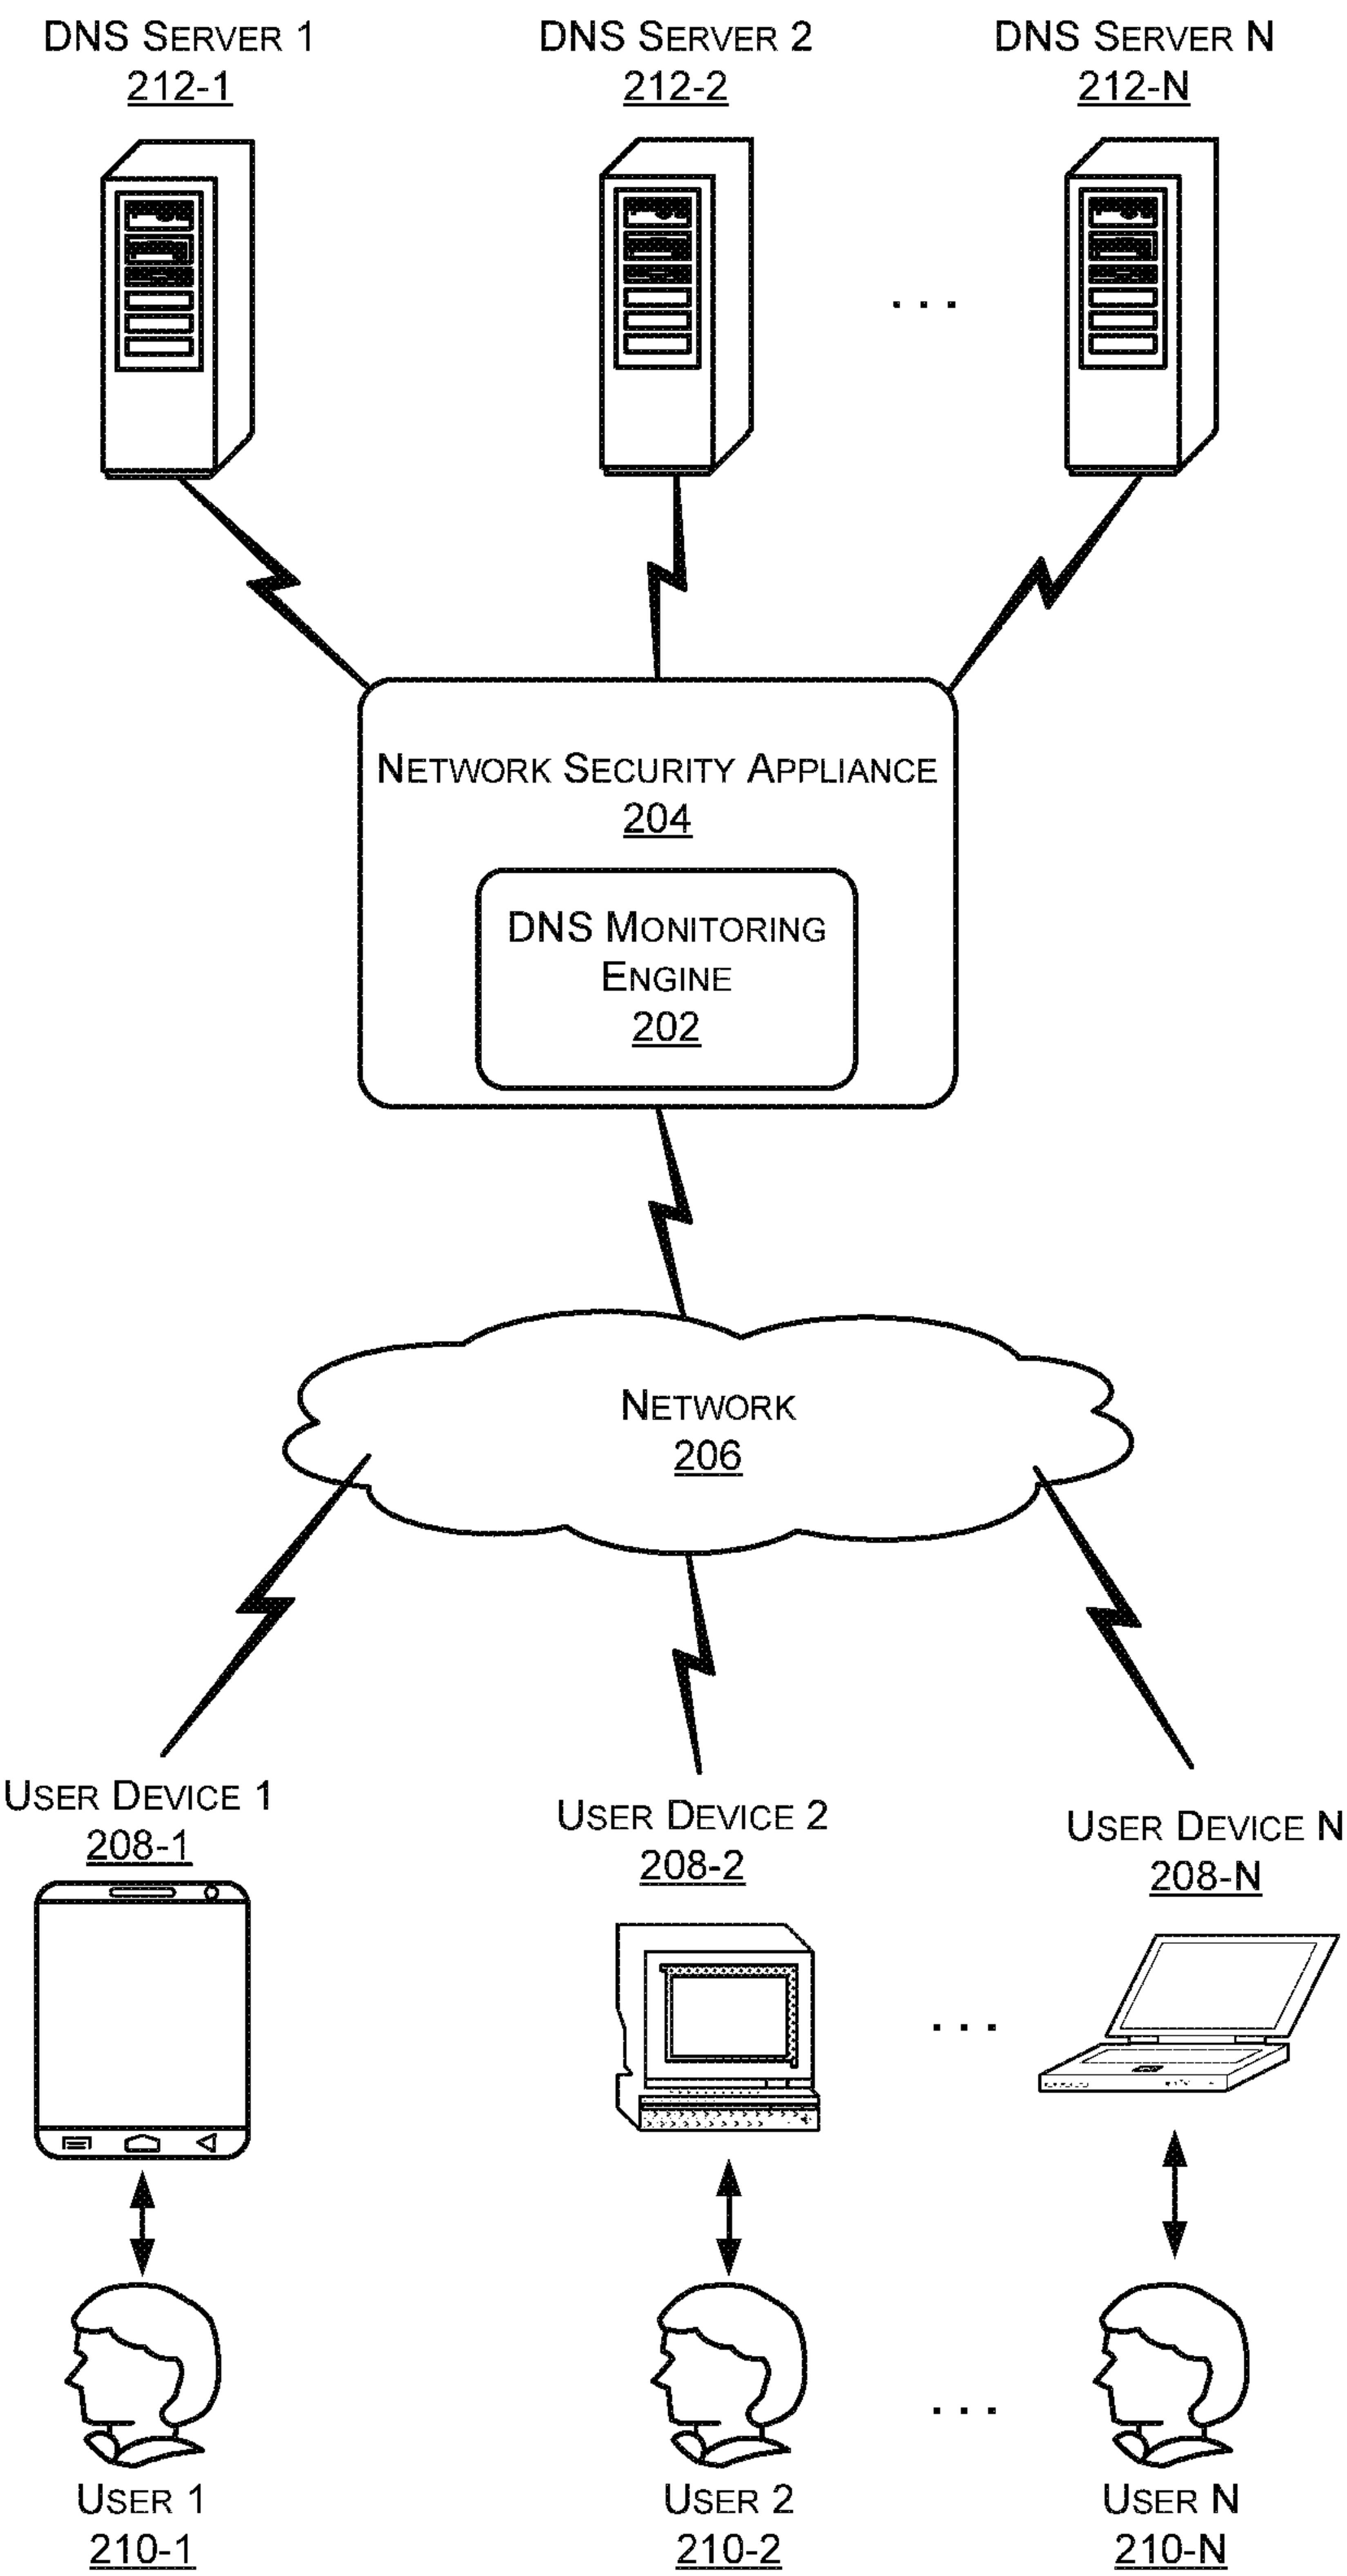 DNS SERVER 1
212-1
DNS SERVER 2
212-2
DNS SERVER N
212-N
. . .
NETWORK SECURITY APPLIANCE
204
DNS MONITORING
ENGINE
202
NETWORK
206
USER DEVICE 1
208-1
USER DEVICE 2
208-2
USER DEVICE N
208-N
. . .
. . .
USER 1
210-1
USER 2
210-2
USER N
210-N